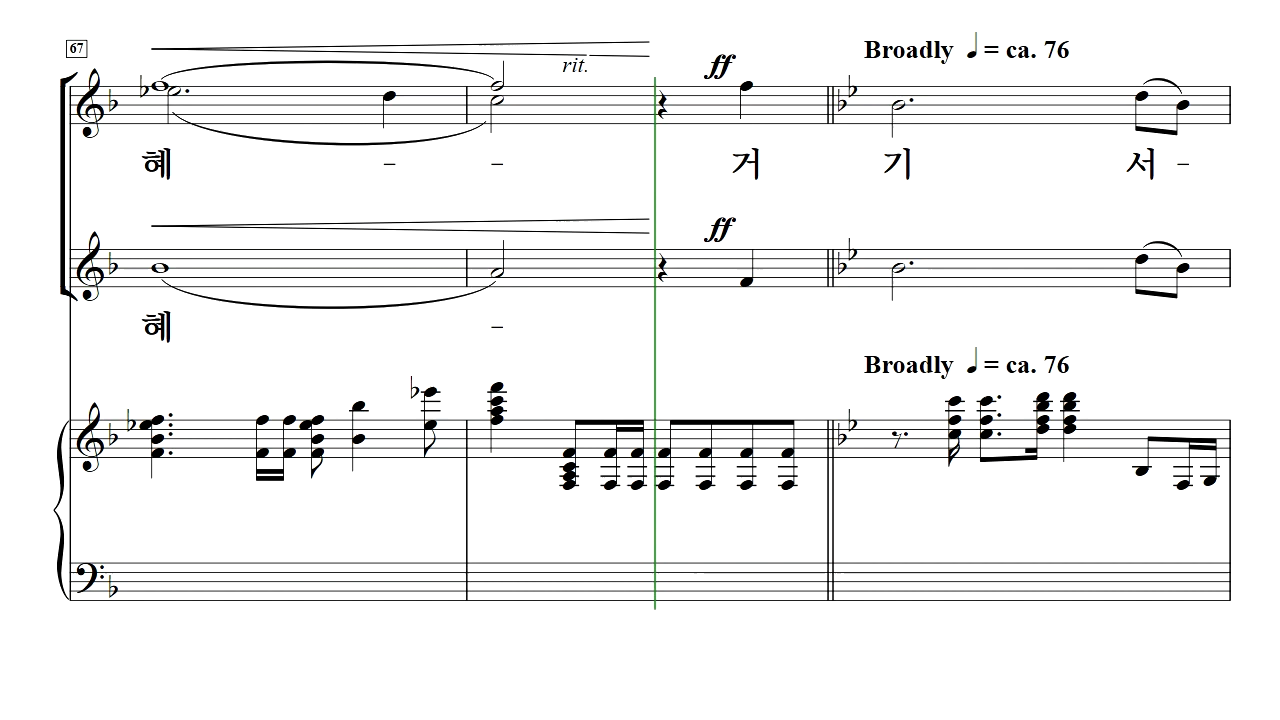 67
Broadly ♩ = ca. 76
rit. ff
혜 - - 거 기 서 -
ff
혜 -
Broadly ♩ = ca. 76